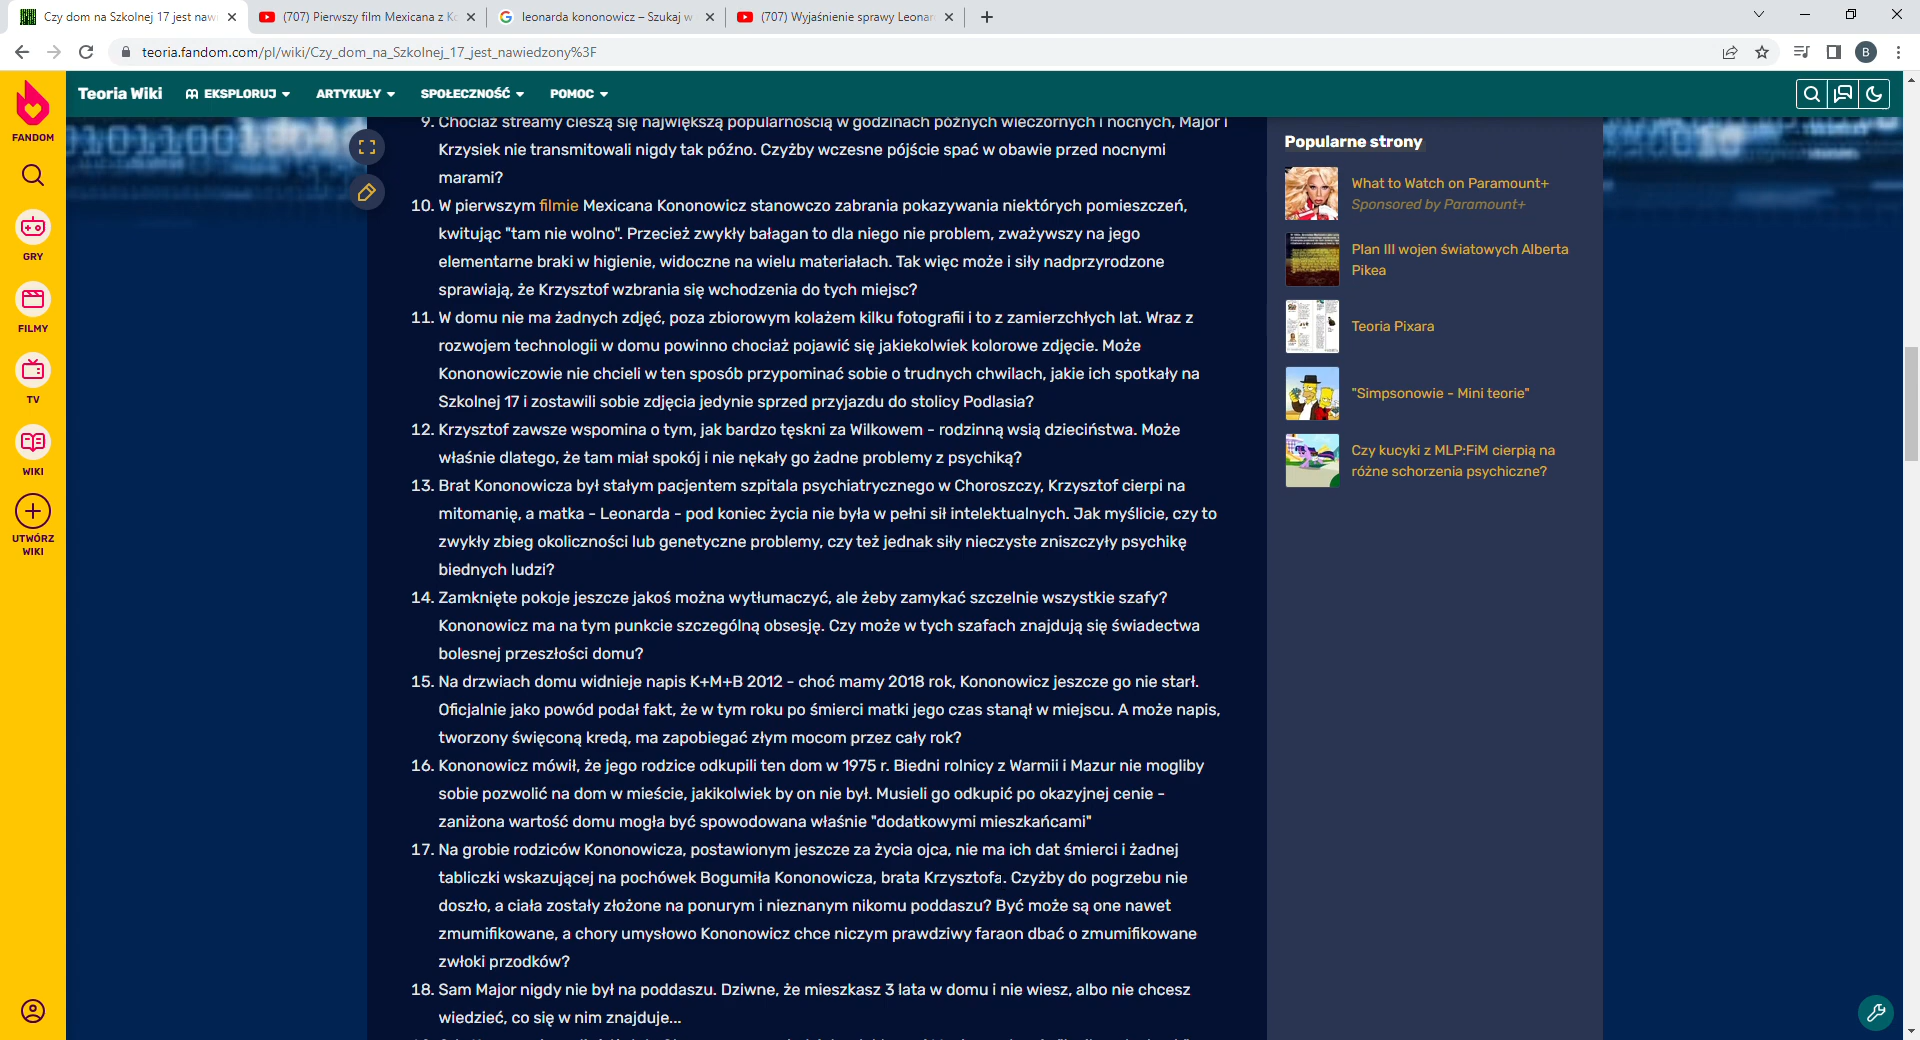 Czy dom na Szkolnej 17 jest naw
(707) Pierwszy film Mexicana z Ko
leonarda kononowicz – Szukaj w
(707) Wyjaśnienie sprawy Leonar
teoria.fandom.com/pl/wiki/Czy_dom_na_Szkolnej_17_jest_nawiedzony%3F
B
FANDOM
GRY
FILMY
TV
WIKI
UTWÓRZ
WIKI
Teoria Wiki
EKSPLORUJ
ARTYKUŁY
SPOŁECZNOŚĆ
POMOC
9. Chociaż streamy cieszą się największą popularnością w godzinach późnych wieczornych i nocnych, Major i
Krzysiek nie transmitowali nigdy tak późno. Czyżby wczesne pójście spać w obawie przed nocnymi
marami?
10. W pierwszym filmie Mexicana Kononowicz stanowczo zabrania pokazywania niektórych pomieszczeń,
kwitując "tam nie wolno". Przecież zwykły bałagan to dla niego nie problem, zważywszy na jego
elementarne braki w higienie, widoczne na wielu materiałach. Tak więc może i siły nadprzyrodzone
sprawiają, że Krzysztof wzbrania się wchodzenia do tych miejsc?
11. W domu nie ma żadnych zdjęć, poza zbiorowym kolażem kilku fotografii i to z zamierzchłych lat. Wraz z
rozwojem technologii w domu powinno chociaż pojawić się jakiekolwiek kolorowe zdjęcie. Może
Kononowiczowie nie chcieli w ten sposób przypominać sobie o trudnych chwilach, jakie ich spotkały na
Szkolnej 17 i zostawili sobie zdjęcia jedynie sprzed przyjazdu do stolicy Podlasia?
12. Krzysztof zawsze wspomina o tym, jak bardzo tęskni za Wilkowem - rodzinną wsią dzieciństwa. Może
właśnie dlatego, że tam miał spokój i nie nękały go żadne problemy z psychiką?
13. Brat Kononowicza był stałym pacjentem szpitala psychiatrycznego w Choroszczy, Krzysztof cierpi na
mitomanię, a matka - Leonarda - pod koniec życia nie była w pełni sił intelektualnych. Jak myślicie, czy to
zwykły zbieg okoliczności lub genetyczne problemy, czy też jednak siły nieczyste zniszczyły psychikę
biednych ludzi?
14. Zamknięte pokoje jeszcze jakoś można wytłumaczyć, ale żeby zamykać szczelnie wszystkie szafy?
Kononowicz ma na tym punkcie szczególną obsesję. Czy może w tych szafach znajdują się świadectwa
bolesnej przeszłości domu?
15. Na drzwiach domu widnieje napis K+M+B 2012 - choć mamy 2018 rok, Kononowicz jeszcze go nie starł.
Oficjalnie jako powód podał fakt, że w tym roku po śmierci matki jego czas stanął w miejscu. A może napis,
tworzony święconą kredą, ma zapobiegać złym mocom przez cały rok?
16. Kononowicz mówił, że jego rodzice odkupili ten dom w 1975 r. Biedni rolnicy z Warmii i Mazur nie mogliby
sobie pozwolić na dom w mieście, jakikolwiek by on nie był. Musieli go odkupić po okazyjnej cenie -
zaniżona wartość domu mogła być spowodowana właśnie "dodatkowymi mieszkańcami"
17. Na grobie rodziców Kononowicza, postawionym jeszcze za życia ojca, nie ma ich dat śmierci i żadnej
tabliczki wskazującej na pochówek Bogumiła Kononowicza, brata Krzysztofa. Czyżby do pogrzebu nie
doszło, a ciała zostały złożone na ponurym i nieznanym nikomu poddaszu? Być może są one nawet
zmumifikowane, a chory umysłowo Kononowicz chce niczym prawdziwy faraon dbać o zmumifikowane
zwłoki przodków?
18. Sam Major nigdy nie był na poddaszu. Dziwne, że mieszkasz 3 lata w domu i nie wiesz, albo nie chcesz
wiedzieć, co się w nim znajduje...
Popularne strony
What to Watch on Paramount+
Sponsored by Paramount+
Plan III wojen światowych Alberta
Pikea
Teoria Pixara
"Simpsonowie - Mini teorie"
Czy kucyki z MLP:FiM cierpią na
różne schorzenia psychiczne?